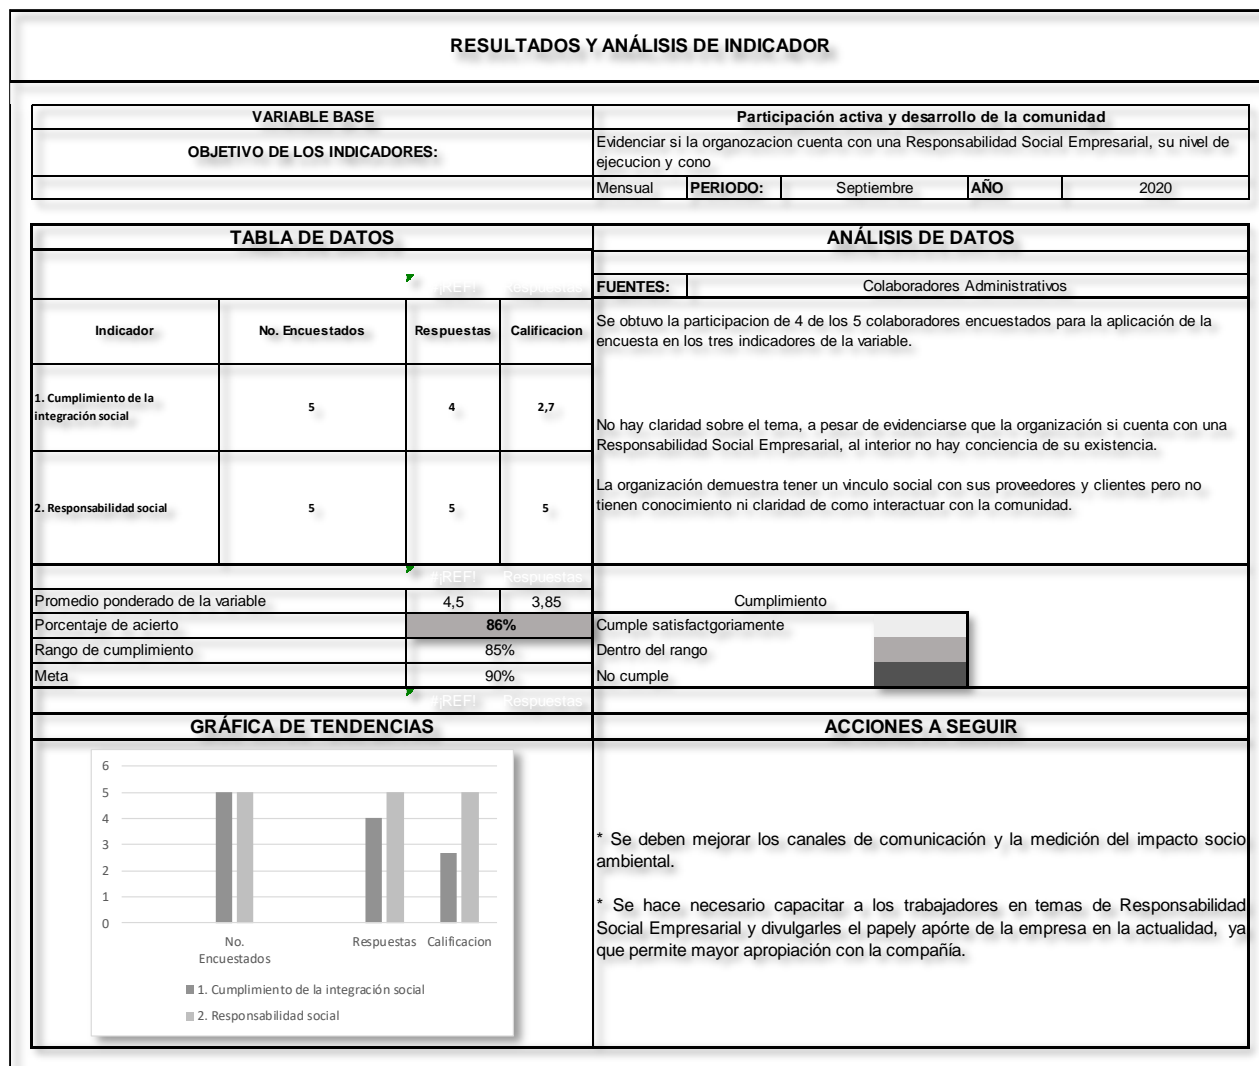 RESULTADOS Y ANÁLISIS DE INDICADOR
VARIABLE BASE
Participación activa y desarrollo de la comunidad
OBJETIVO DE LOS INDICADORES:
Evidenciar si la organozacion cuenta con una Responsabilidad Social Empresarial, su nivel de
ejecucion y cono
Mensual PERIODO: Septiembre AÑO 2020
TABLA DE DATOS
#¡REF! Respuestas
Indicador No. Encuestados Respuestas Calificacion
1. Cumplimiento de la
integración social
5 4 2,7
2. Responsabilidad social 5 5 5
#¡REF! Respuestas
Promedio ponderado de la variable 4,5 3,85
Porcentaje de acierto 86%
Rango de cumplimiento 85%
Meta 90%
#¡REF! Respuestas
ANÁLISIS DE DATOS
FUENTES: Colaboradores Administrativos
Se obtuvo la participacion de 4 de los 5 colaboradores encuestados para la aplicación de la
encuesta en los tres indicadores de la variable.
No hay claridad sobre el tema, a pesar de evidenciarse que la organización si cuenta con una
Responsabilidad Social Empresarial, al interior no hay conciencia de su existencia.
La organización demuestra tener un vinculo social con sus proveedores y clientes pero no
tienen conocimiento ni claridad de como interactuar con la comunidad.
Cumplimiento
Cumple satisfactgoriamente
Dentro del rango
No cumple
GRÁFICA DE TENDENCIAS
6
5
4
3
2
1
0
No.
Encuestados
Respuestas Calificacion
1. Cumplimiento de la integración social
2. Responsabilidad social
ACCIONES A SEGUIR
* Se deben mejorar los canales de comunicación y la medición del impacto socio
ambiental.
* Se hace necesario capacitar a los trabajadores en temas de Responsabilidad
Social Empresarial y divulgarles el papely apórte de la empresa en la actualidad, ya
que permite mayor apropiación con la compañía.